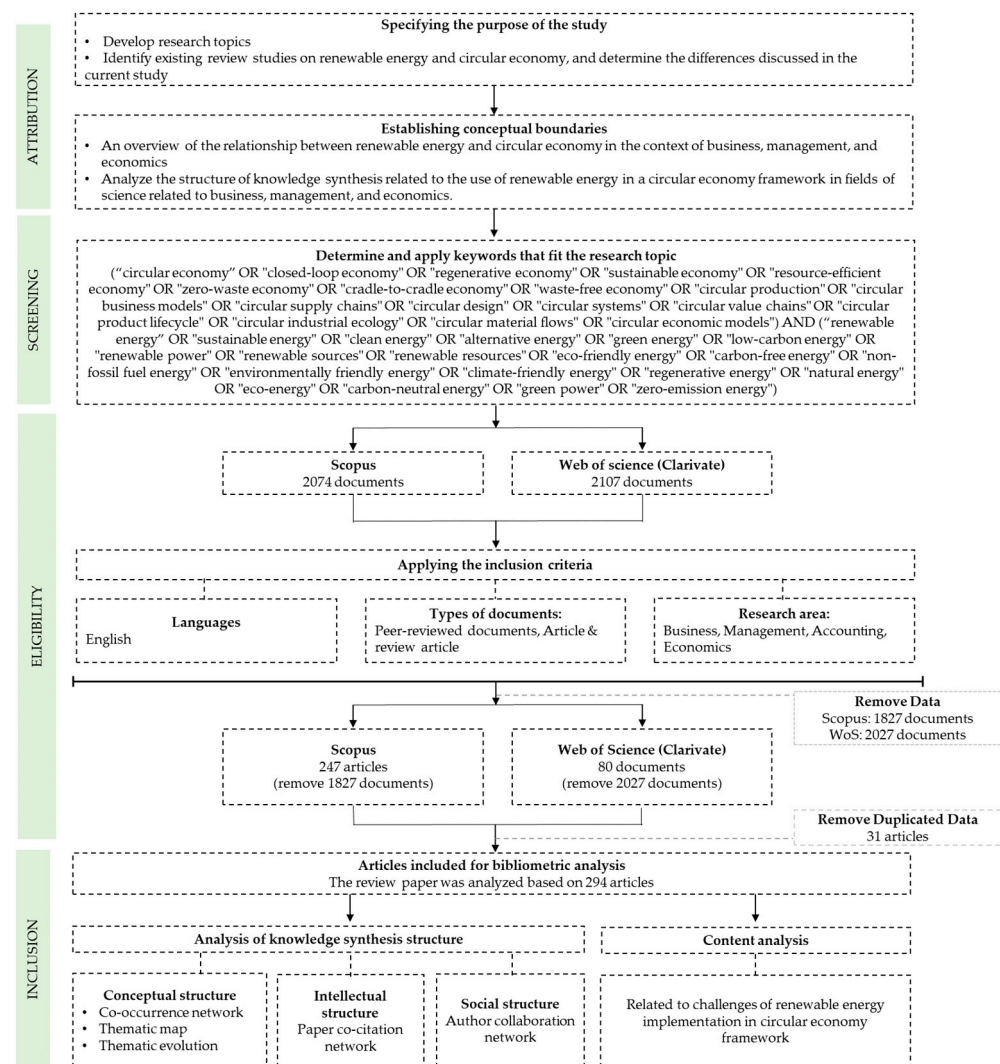 ATTRIBUTION
Specifying the purpose of the study
• Develop research topics
• Identify existing review studies on renewable energy and circular economy, and determine the differences discussed in the
current study
Establishing conceptual boundaries
• An overview of the relationship between renewable energy and circular economy in the context of business, management, and
economics
• Analyze the structure of knowledge synthesis related to the use of renewable energy in a circular economy framework in fields of
science related to business, management, and economics.
SCREENING
Determine and apply keywords that fit the research topic
(“circular economy” OR "closed-loop economy" OR "regenerative economy" OR "sustainable economy" OR "resource-efficient
economy" OR "zero-waste economy" OR "cradle-to-cradle economy" OR "waste-free economy" OR "circular production" OR "circular
business models" OR "circular supply chains" OR "circular design" OR "circular systems" OR "circular value chains" OR "circular
product lifecycle" OR "circular industrial ecology" OR "circular material flows" OR "circular economic models") AND (“renewable
energy” OR "sustainable energy" OR "clean energy" OR "alternative energy" OR "green energy" OR "low-carbon energy" OR
"renewable power" OR "renewable sources" OR "renewable resources" OR "eco-friendly energy" OR "carbon-free energy" OR "non-
fossil fuel energy" OR "environmentally friendly energy" OR "climate-friendly energy" OR "regenerative energy" OR "natural energy"
OR "eco-energy" OR "carbon-neutral energy" OR "green power" OR "zero-emission energy")
ELIGIBILITY
Scopus
2074 documents
Web of science (Clarivate)
2107 documents
Applying the inclusion criteria
Languages
English
Types of documents:
Peer-reviewed documents, Article &
review article
Research area:
Business, Management, Accounting,
Economics
Remove Data
Scopus: 1827 documents
WoS: 2027 documents
Scopus
247 articles
(remove 1827 documents)
Web of Science (Clarivate)
80 documents
(remove 2027 documents)
Remove Duplicated Data
31 articles
INCLUSION
Articles included for bibliometric analysis
The review paper was analyzed based on 294 articles
Analysis of knowledge synthesis structure
Content analysis
Conceptual structure
• Co-occurrence network
• Thematic map
• Thematic evolution
Intellectual
structure
Paper co-citation
network
Social structure
Author collaboration
network
Related to challenges of renewable energy
implementation in circular economy
framework